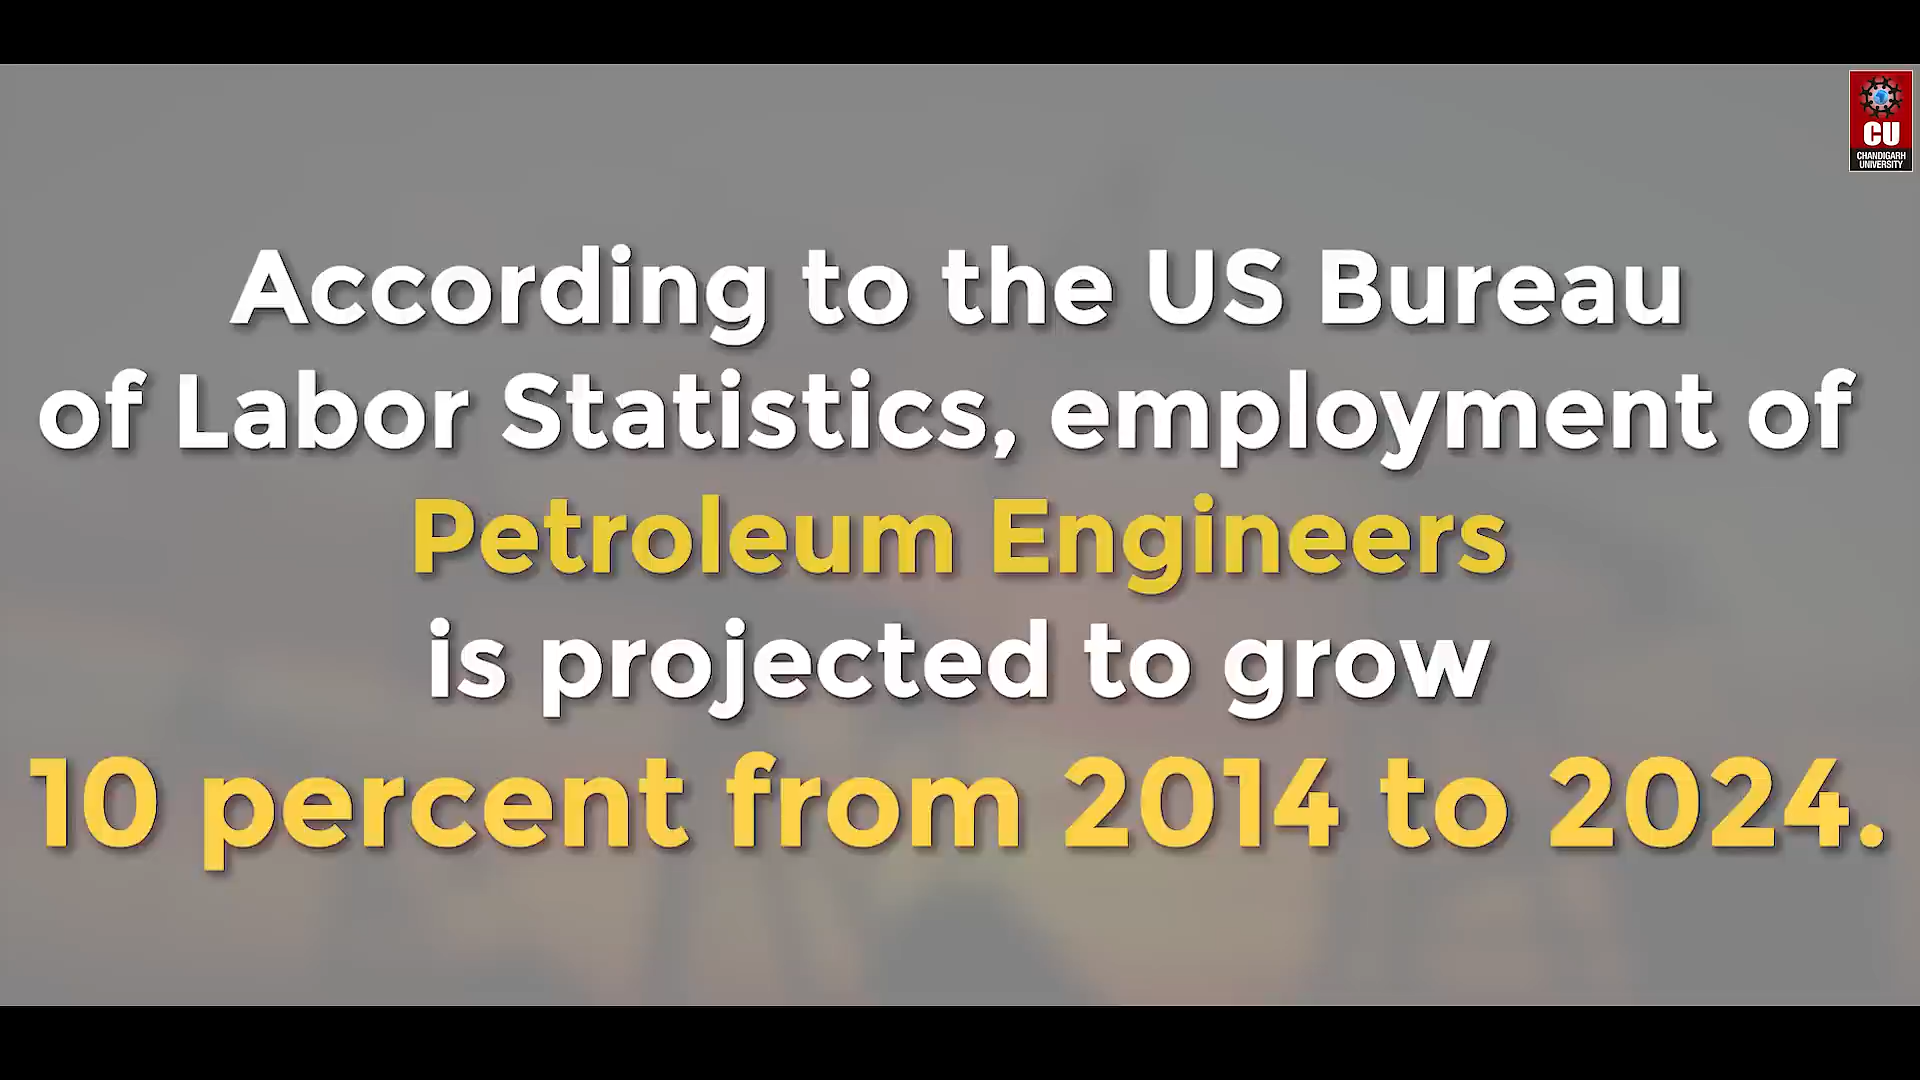 CU
CHANDIGARH
UNIVERSITY
According to the US Bureau
of Labor Statistics, employment of
Petroleum Engineers
is projected to grow
10 percent from 2014 to 2024.